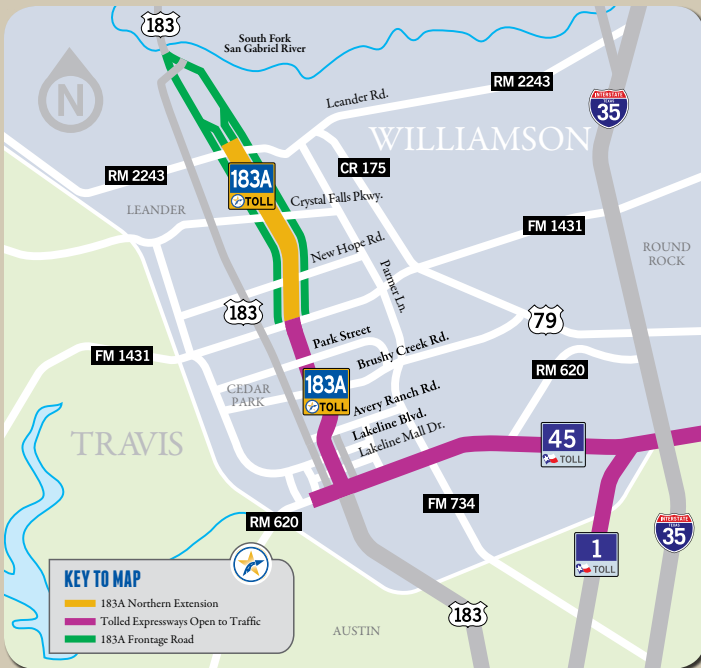 183
South Fork
San Gabriel River
N
Leander Rd.
RM 2243
INTERSTATE
TEXAS
35
WILLIAMSON
RM 2243
183A
TOLL
CR 175
LEANDER
Crystal Falls Pkwy.
FM 1431
New Hope Rd.
ROUND
ROCK
Parmer Ln.
183
79
Park Street
Brushy Creek Rd.
FM 1431
RM 620
183A
TOLL
CEDAR
PARK
Avery Ranch Rd.
Lakeline Blvd.
Lakeline Mall Dr.
TRAVIS
45
TOLL
FM 734
RM 620
INTERSTATE
TEXAS
35
1
TOLL
KEY TO MAP
183A Northern Extension
Tolled Expressways Open to Traffic
183A Frontage Road
183
AUSTIN